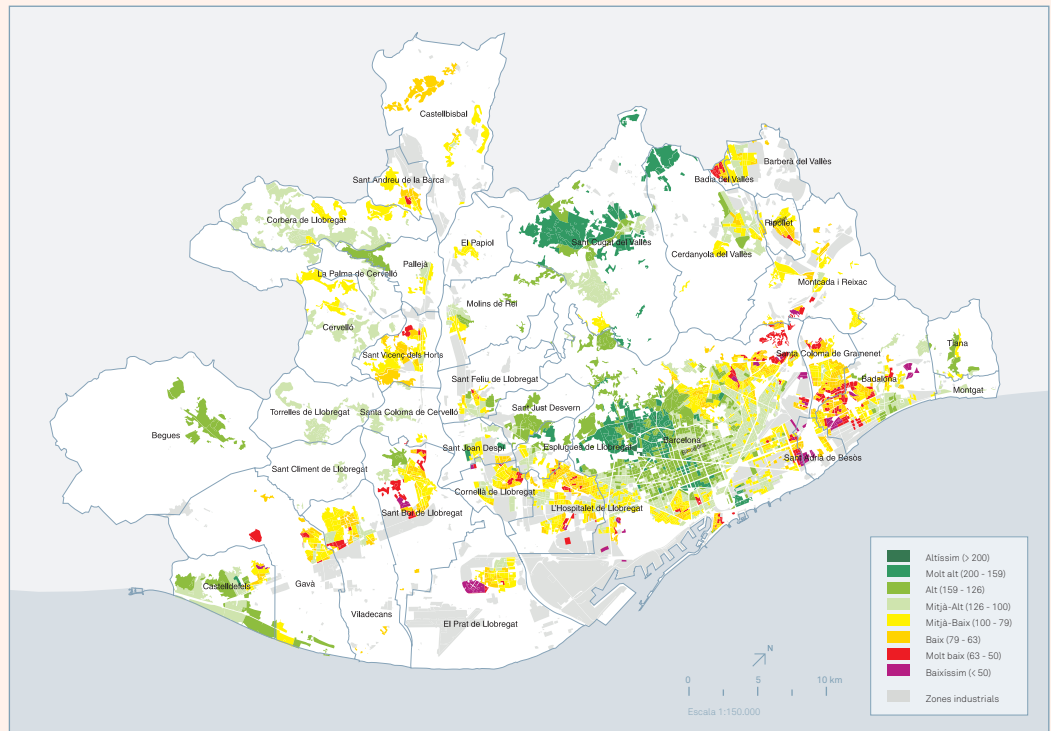 Castellbisbal
Sant Andreu de la Barca
Barberà del Vallès
Badia del Vallès
Corbera de Llobregat
Ripollet
El Papiol
Sant Cugat del Vallès
Cerdanyola del Vallès
Pallejà
La Palma de Cervelló
Montcada i Reixac
Molins de Rei
Cervelló
Tiana
Sant Vicenç dels Horts
Santa Coloma de Gramenet
Sant Feliu de Llobregat
Badalona
Montgat
Torrelles de Llobregat
Santa Coloma de Cervelló
Sant Just Desvern
Begues
Barcelona
Sant Joan Despí
Esplugues de Llobregat
Sant Adrià de Besòs
Sant Climent de Llobregat
Cornellà de Llobregat
L'Hospitalet de Llobregat
Sant Boi de Llobregat
Castelldefels
Gavà
Viladecans
El Prat de Llobregat
Altíssim (> 200)
Molt alt (200 - 159)
Alt (159 - 126)
Mitjà-Alt (126 - 100)
Mitjà-Baix (100 - 79)
Baix (79 - 63)
Molt baix (63 - 50)
Baixíssim (< 50)
Zones industrials
N
0 5 10 km
Escala 1:150.000